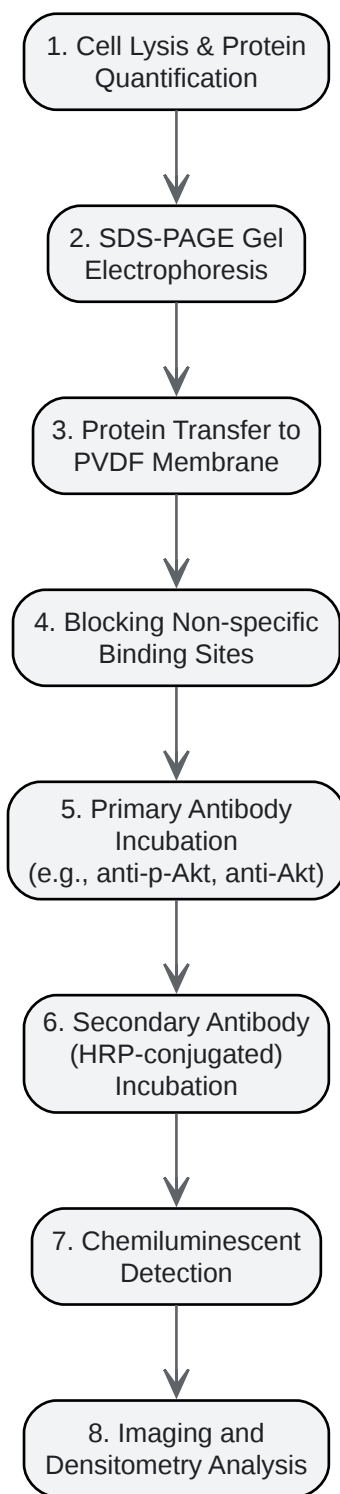 1. Cell Lysis & Protein
Quantification
2. SDS-PAGE Gel
Electrophoresis
3. Protein Transfer to
PVDF Membrane
4. Blocking Non-specific
Binding Sites
5. Primary Antibody
Incubation
(e.g., anti-p-Akt, anti-Akt)
6. Secondary Antibody
(HRP-conjugated)
Incubation
7. Chemiluminescent
Detection
8. Imaging and
Densitometry Analysis